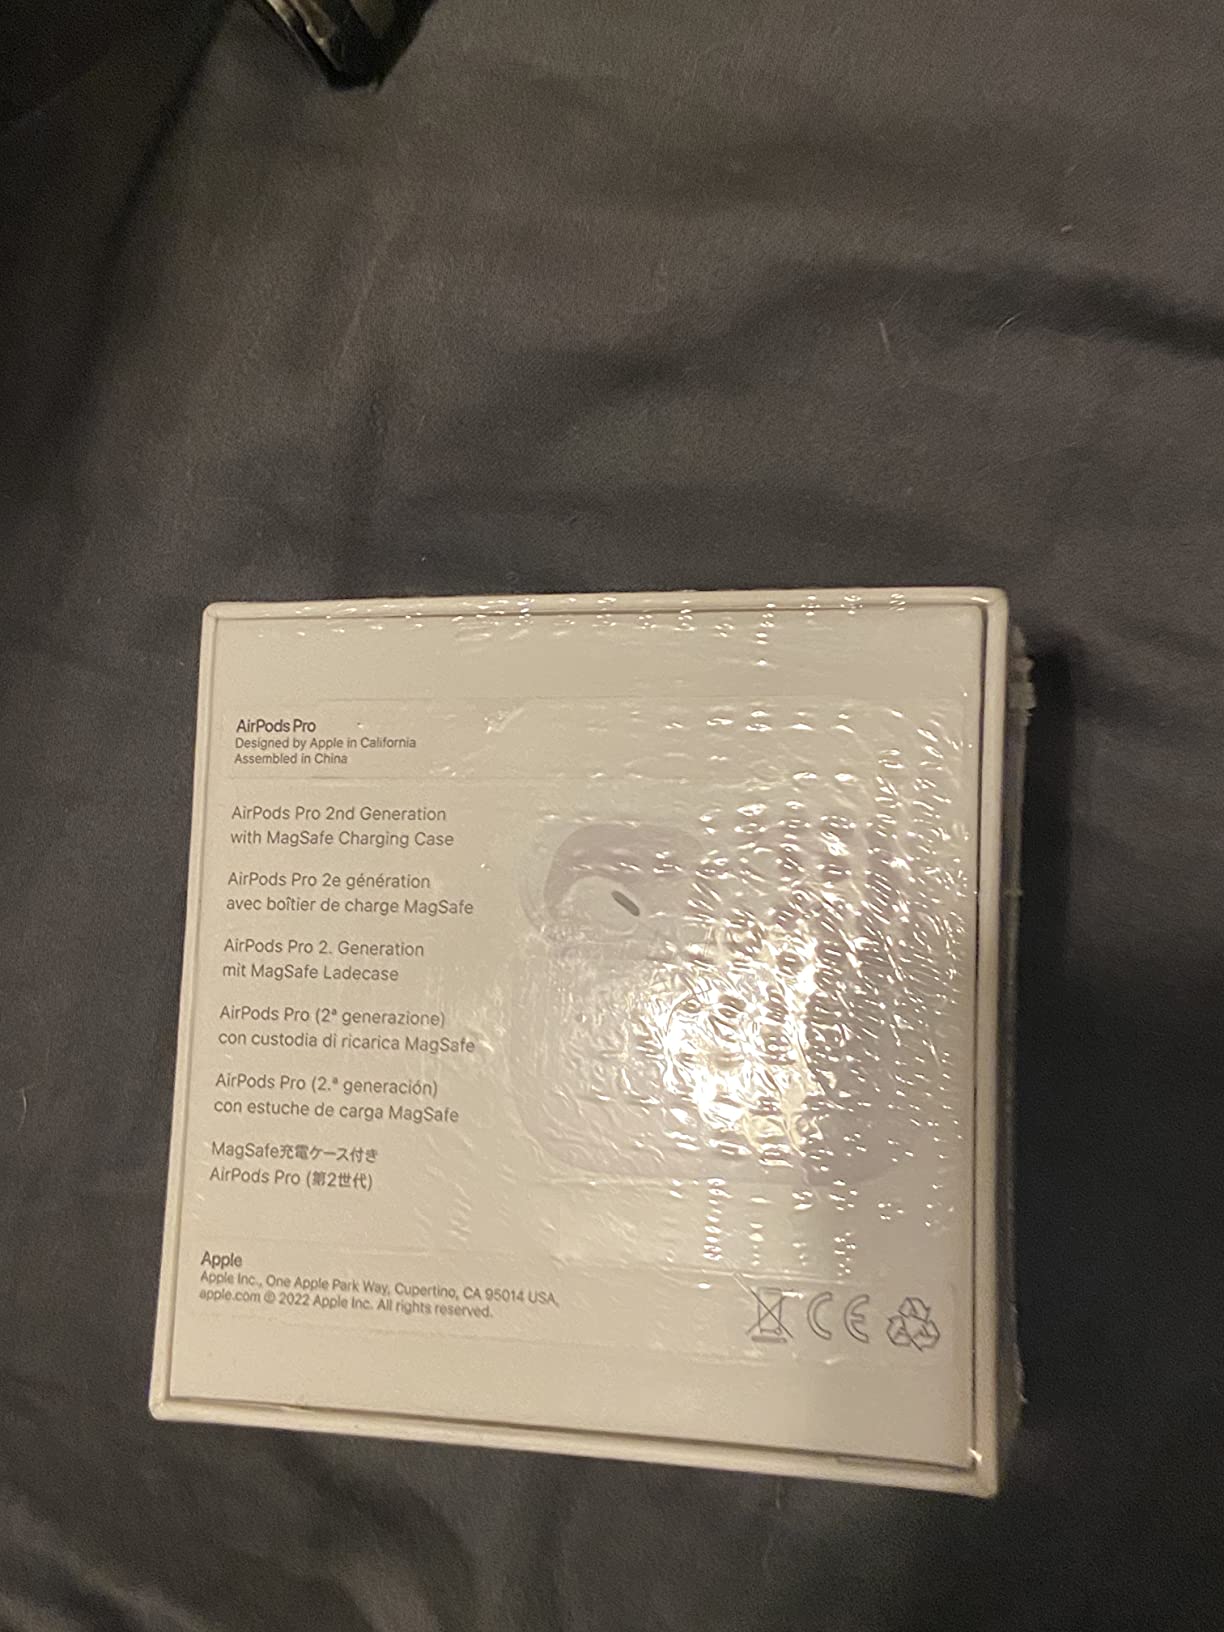 AirPods Pro
Designed by Apple in California
Assembled in China
AirPods Pro 2nd Generation
with MagSafe Charging Case
AirPods Pro 2e génération
avec boîtier de charge MagSafe
AirPods Pro 2. Generation
mit MagSafe Ladecase
AirPods Pro (2ª generazione)
con custodia di ricarica MagSafe
AirPods Pro (2.ª generación)
con estuche de carga MagSafe
MagSafe充電ケース付き
AirPods Pro (第2世代)
Apple
Apple Inc., One Apple Park Way, Cupertino, CA 95014 USA,
apple.com © 2022 Apple Inc. All rights reserved.
CE